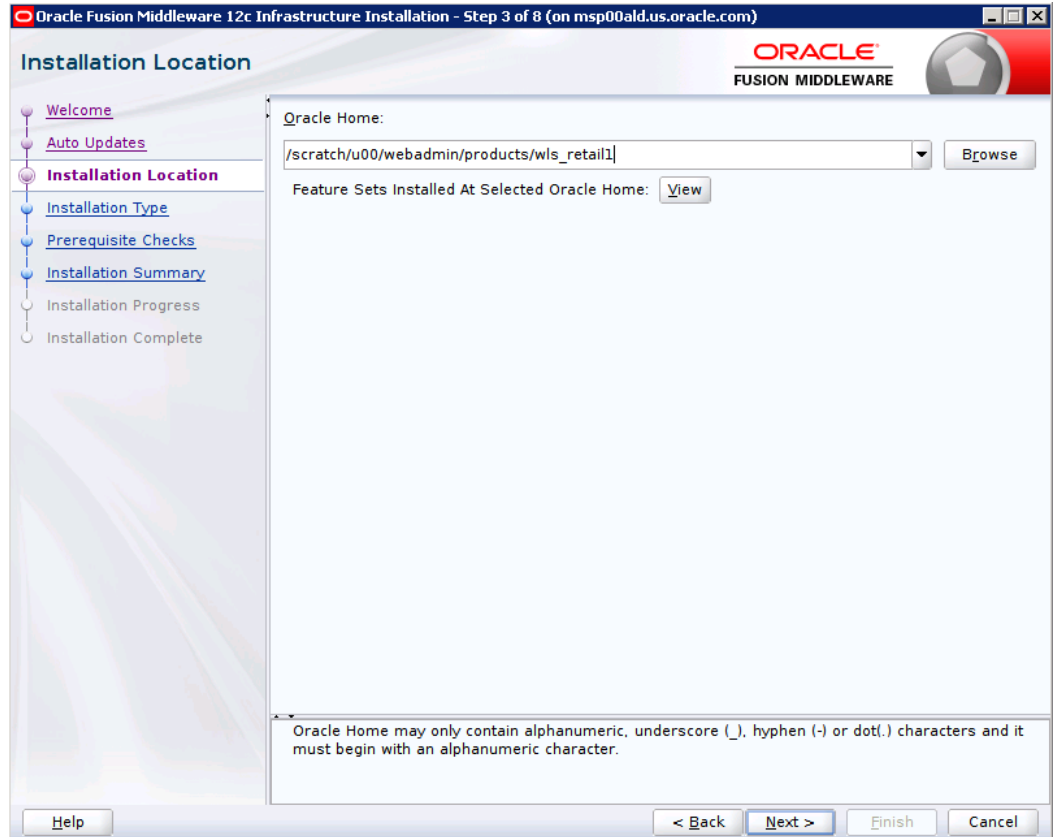 Oracle Fusion Middleware 12c Infrastructure Installation - Step 3 of 8 (on msp00ald.us.oracle.com)
Installation Location
ORACLE
FUSION MIDDLEWARE
Welcome
Auto Updates
Installation Location
Installation Type
Prerequisite Checks
Installation Summary
Installation Progress
Installation Complete
Oracle Home:
/scratch/u00/webadmin/products/wls_retail1
Browse
Feature Sets Installed At Selected Oracle Home: View
Oracle Home may only contain alphanumeric, underscore (_), hyphen (-) or dot(.) characters and it
must begin with an alphanumeric character.
Help
< Back
Next >
Finish
Cancel